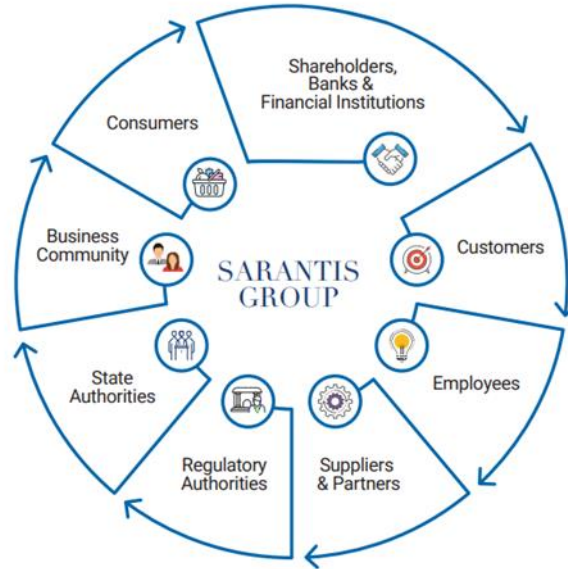 Shareholders,
Banks &
Financial Institutions
Consumers
Business
Community
SARANTIS
GROUP
Customers
State
Authorities
Employees
Regulatory
Authorities
Suppliers
& Partners